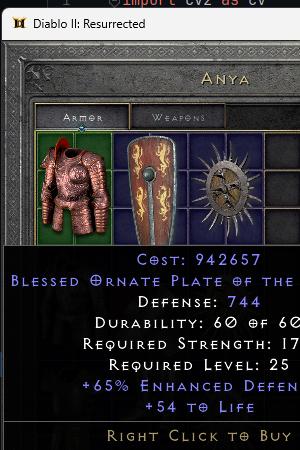 import cv2 as cv
Diablo II: Resurrected
Anya
Armor
Weapons
Cost: 942657
Blessed Ornate Plate of the
Defense: 744
Durability: 60 of 60
Required Strength: 17
Required Level: 25
+65% Enhanced Defen
+54 to Life
Right Click to Buy